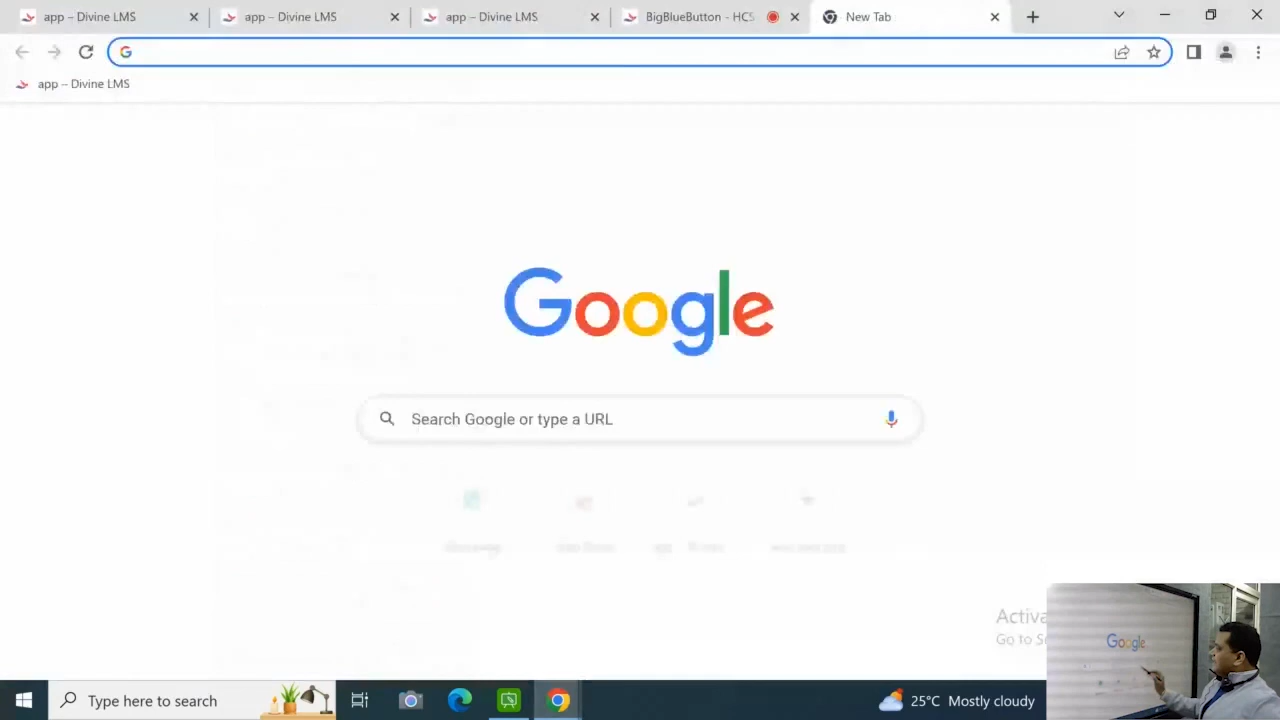 app – Divine LMS
app – Divine LMS
app – Divine LMS
BigBlueButton - HCS
New Tab
app – Divine LMS
Google
Search Google or type a URL
Activa
Go to S
Google
Type here to search
25°C Mostly cloudy